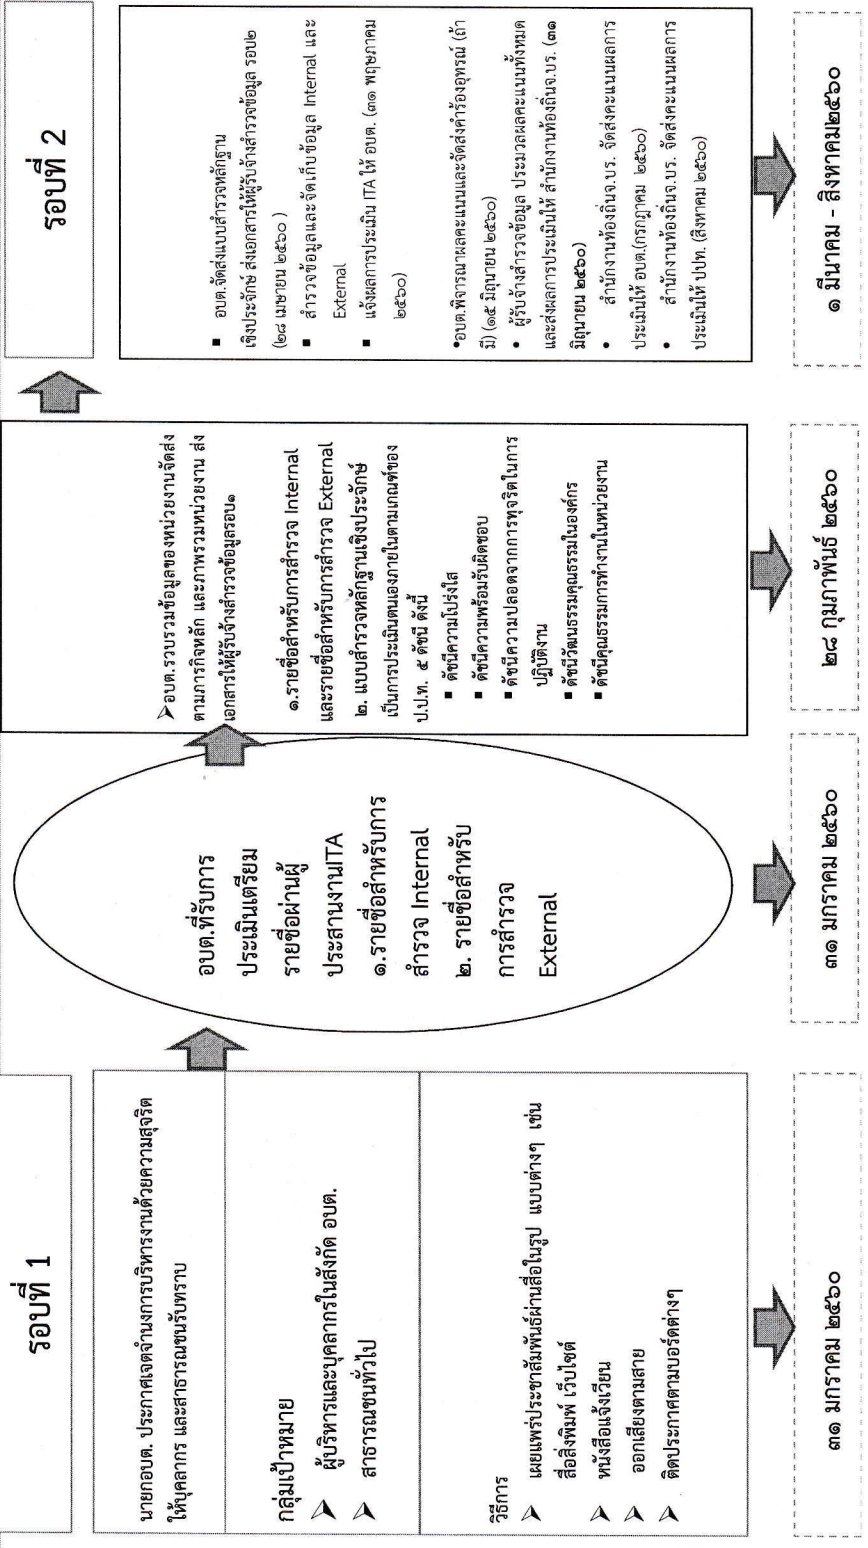 รอบที่ 1
นายกอบต. ประกาศเจตจำนงการบริหารงานด้วยความสุจริต
ให้บุคลากร และสาธารณชนรับทราบ
กลุ่มเป้าหมาย
➢ ผู้บริหารและบุคลากรในสังกัด อบต.
➢ สาธารณชนทั่วไป
วิธีการ
➢ เผยแพร่ประชาสัมพันธ์ผ่านสื่อในรูป แบบต่างๆ เช่น
สื่อสิ่งพิมพ์ เว็บไซต์
➢ หนังสือแจ้งเวียน
➢ ออกเสียงตามสาย
➢ ติดประกาศตามบอร์ดต่างๆ
๓๑ มกราคม ๒๕๖๐
อบต.ที่รับการ
ประเมินเตรียม
รายชื่อผ่านผู้
ประสานงานITA
๑.รายชื่อสำหรับการ
สำรวจ Internal
๒. รายชื่อสำหรับ
การสำรวจ
External
๓๑ มกราคม ๒๕๖๐
➢อบต.รวบรวมข้อมูลของหน่วยงานจัดส่ง
ตามภารกิจหลัก และภาพรวมหน่วยงาน ส่ง
เอกสารให้ผู้รับจ้างสำรวจข้อมูลรอบ๑
๑.รายชื่อสำหรับการสำรวจ Internal
และรายชื่อสำหรับการสำรวจ External
๒. แบบสำรวจหลักฐานเชิงประจักษ์
เป็นการประเมินตนเองภายในตามเกณฑ์ของ
ป.ป.ท. ๕ ดัชนี ดังนี้
▪ ดัชนีความโปร่งใส
▪ ดัชนีความพร้อมรับผิดชอบ
▪ ดัชนีความปลอดจากการทุจริตในการ
ปฏิบัติงาน
▪ ดัชนีวัฒนธรรมคุณธรรมในองค์กร
▪ ดัชนีคุณธรรมการทำงานในหน่วยงาน
๒๘ กุมภาพันธ์ ๒๕๖๐
รอบที่ 2
▪ อบต.จัดส่งแบบสำรวจหลักฐาน
เชิงประจักษ์ ส่งเอกสารให้ผู้รับจ้างสำรวจข้อมูล รอบ๒
(๒๘ เมษายน ๒๕๖๐ )
▪ สำรวจข้อมูลและจัดเก็บข้อมูล Internal และ
External
▪ แจ้งผลการประเมิน ITA ให้ อบต. (๓๑ พฤษภาคม
๒๕๖๐)
•อบต.พิจารณาผลคะแนนและจัดส่งคำร้องอุทรณ์ (ถ้า
มี) (๑๕ มิถุนายน ๒๕๖๐)
• ผู้รับจ้างสำรวจข้อมูล ประมวลผลคะแนนทั้งหมด
และส่งผลการประเมินให้ สำนักงานท้องถิ่นจ.บร. (๓๑
มิถุนายน ๒๕๖๐)
• สำนักงานท้องถิ่นจ.บร. จัดส่งคะแนนผลการ
ประเมินให้ อบต.(กรกฎาคม ๒๕๖๐)
• สำนักงานท้องถิ่นจ.บร. จัดส่งคะแนนผลการ
ประเมินให้ ปปท. (สิงหาคม ๒๕๖๐)
๑ มีนาคม - สิงหาคม๒๕๖๐